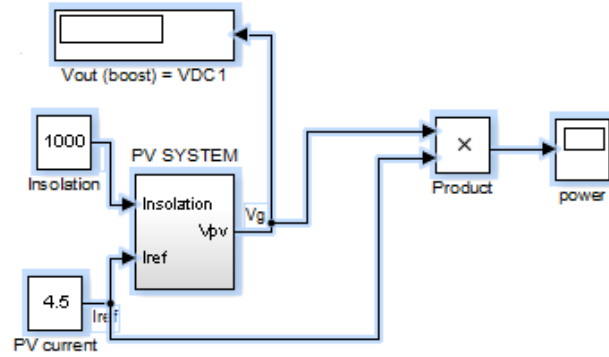 Vout (boost) = VDC1
1000
Insolation
PV SYSTEM
Insolation
Vpv
Iref
Vg
×
Product
power
4.5
Iref
PV current